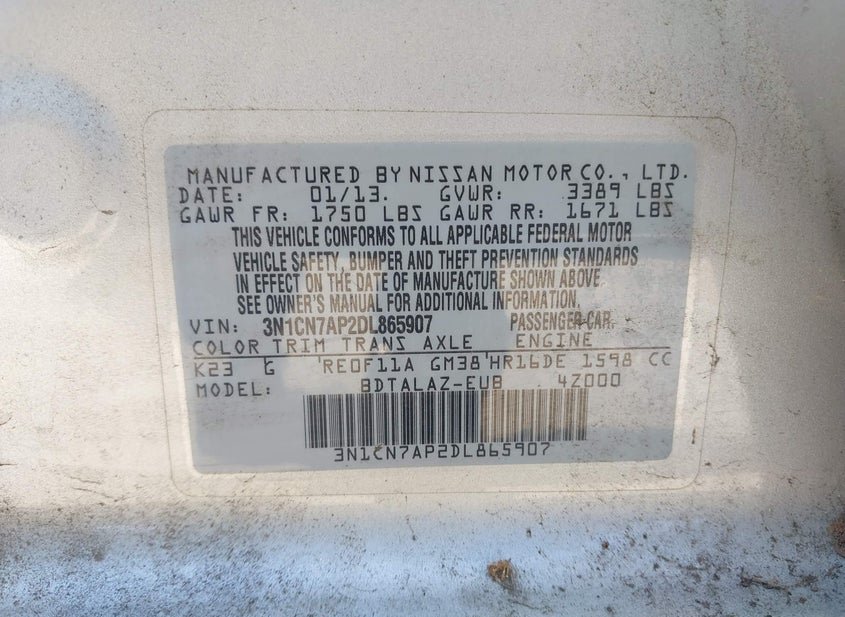 MANUFACTURED BY NISSAN MOTOR CO., LTD.
DATE: 01/13. GVWR: 3389 LBS
GAWR FR: 1750 LBS GAWR RR: 1671 LBS
THIS VEHICLE CONFORMS TO ALL APPLICABLE FEDERAL MOTOR
VEHICLE SAFETY, BUMPER AND THEFT PREVENTION STANDARDS
IN EFFECT ON THE DATE OF MANUFACTURE SHOWN ABOVE.
SEE OWNER'S MANUAL FOR ADDITIONAL INFORMATION.
VIN: 3N1CN7AP2DL865907 PASSENGER CAR
COLOR TRIM TRANS AXLE ENGINE
K23 G RE0F11A GM38 HR16DE 1598 CC
MODEL: BDTALAZ-EUB 4Z000
3N1CN7AP2DL865907